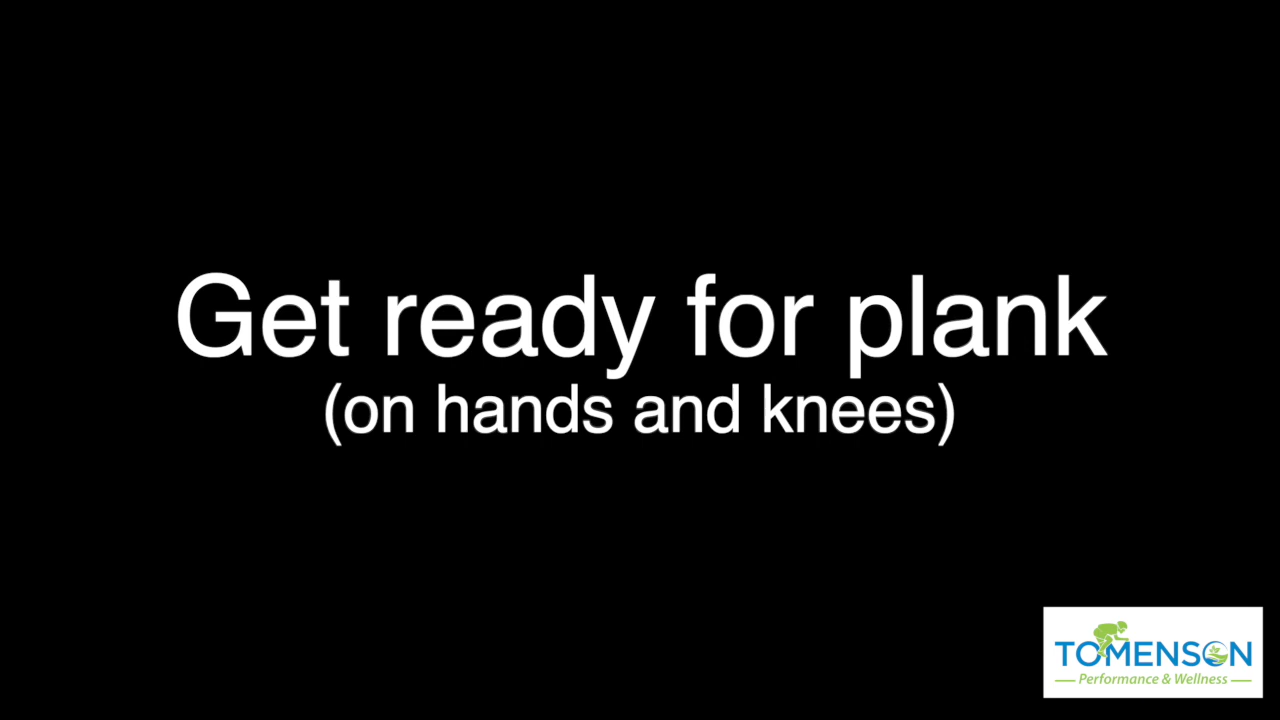 Get ready for plank
(on hands and knees)
TOMENSON
Performance & Wellness